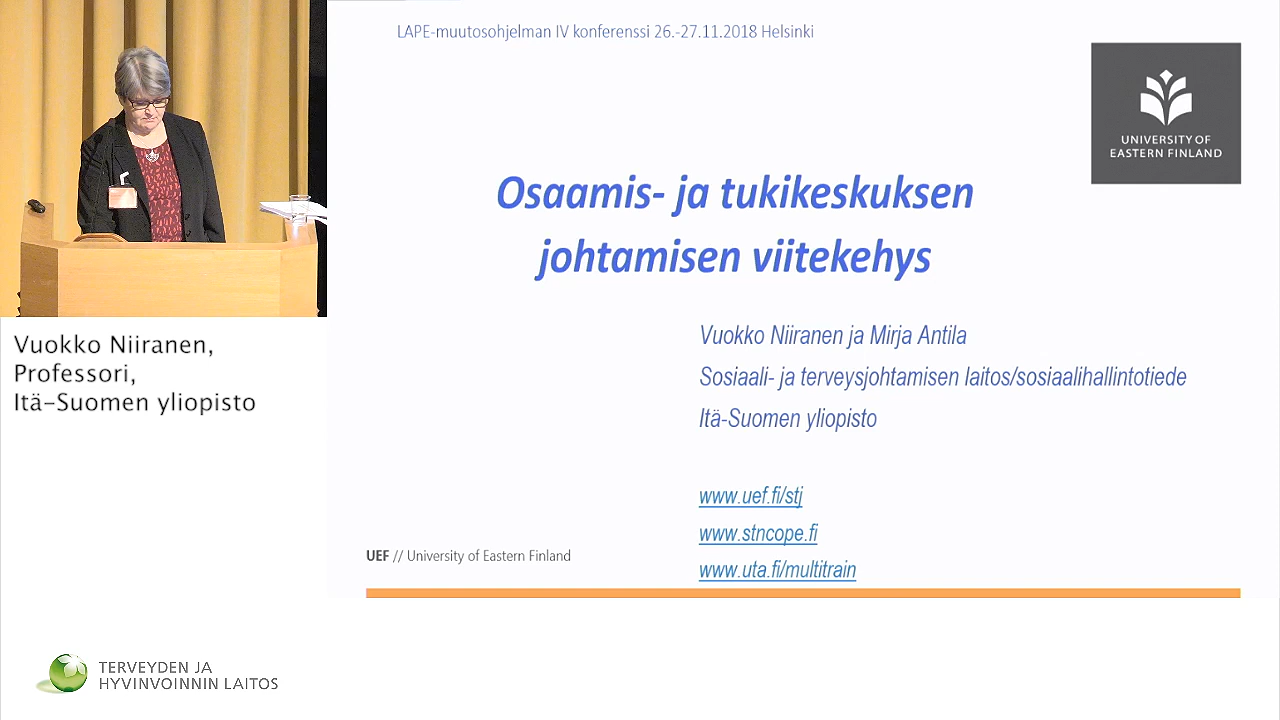 LAPE-muutosohjelman IV konferenssi 26.-27.11.2018 Helsinki
UNIVERSITY OF
EASTERN FINLAND
Osaamis- ja tukikeskuksen
johtamisen viitekehys
Vuokko Niiranen ja Mirja Antila
Sosiaali- ja terveysjohtamisen laitos/sosiaalihallintotiede
Itä-Suomen yliopisto
www.uef.fi/stj
www.stncope.fi
www.uta.fi/multitrain
UEF // University of Eastern Finland
Vuokko Niiranen,
Professori,
Itä-Suomen yliopisto
TERVEYDEN JA
HYVINVOINNIN LAITOS